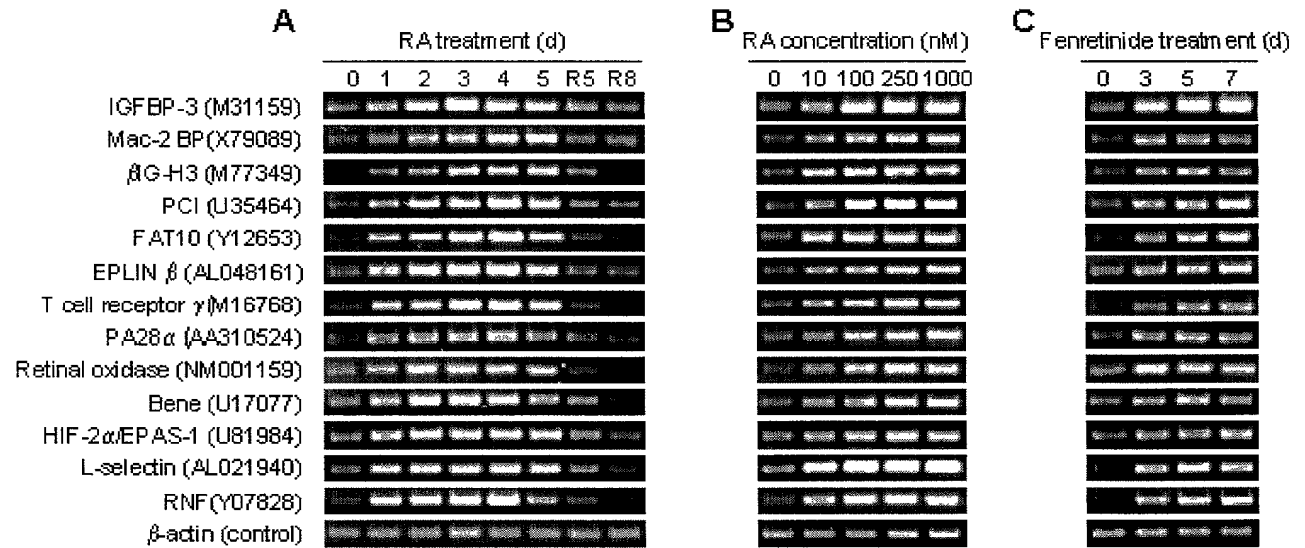 A B C
RA treatment (d) RA concentration (nM) Fenretinide treatment (d)
0 1 2 3 4 5 R5 R8 0 10 100 250 1000 0 3 5 7
IGFBP-3 (M31159)
Mac-2 BP(X79089)
βIG-H3 (M77349)
PCI (U35464)
FAT10 (Y12653)
EPLIN β (AL048161)
T cell receptor γ(M16768)
PA28α (AA310524)
Retinal oxidase (NM001159)
Bene (U17077)
HIF-2α/EPAS-1 (U81984)
L-selectin (AL021940)
RNF(Y07828)
β-actin (control)